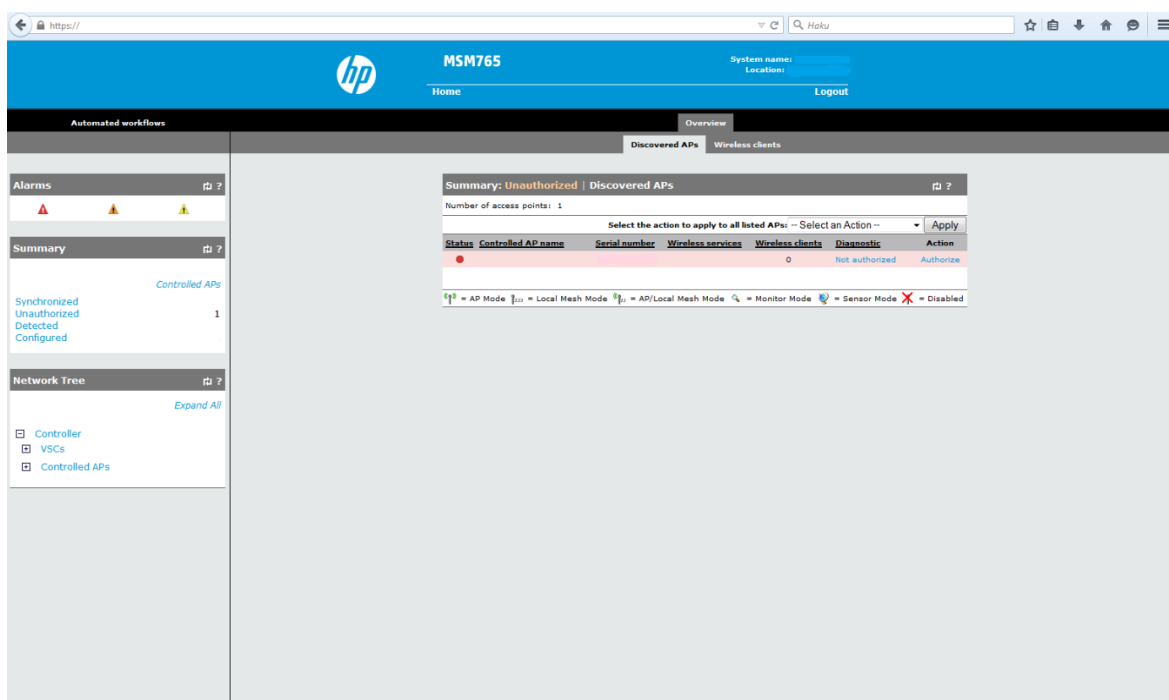 https://
Haku
hp
MSM765
System name:
Location:
Home
Logout
Automated workflows
Overview
Discovered APs Wireless clients
Alarms ?
Summary ?
Controlled APs
Synchronized
Unauthorized 1
Detected
Configured
Network Tree ?
Expand All
Controller
VSCs
Controlled APs
Summary: Unauthorized | Discovered APs ?
Number of access points: 1
Select the action to apply to all listed APs: -- Select an Action -- Apply
Status Controlled AP name Serial number Wireless services Wireless clients Diagnostic Action
0 Not authorized Authorize
= AP Mode = Local Mesh Mode = AP/Local Mesh Mode = Monitor Mode = Sensor Mode = Disabled